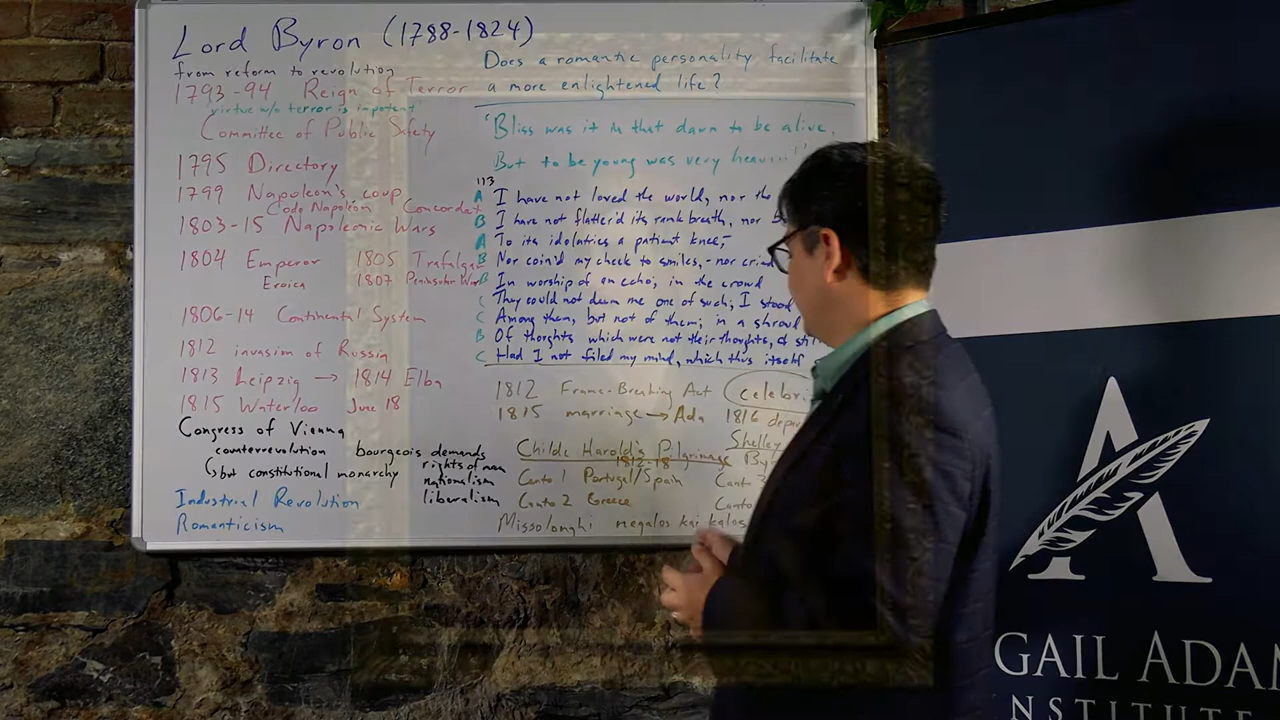 Lord Byron (1788-1824)
from reform to revolution
1793-94 Reign of Terror
virtue w/o terror is impotent
Committee of Public Safety
1795 Directory
1799 Napoleon's coup
Code Napoléon Concordat
1803-15 Napoleonic Wars
1804 Emperor 1805 Trafalgar
Eroica 1807 Peninsular War
1806-14 Continental System
1812 invasion of Russia
1813 Leipzig → 1814 Elba
1815 Waterloo June 18
Congress of Vienna
counterrevolution bourgeois demands
but constitutional monarchy rights of man
nationalism
liberalism
Industrial Revolution
Romanticism
Does a romantic personality facilitate
a more enlightened life?
"Bliss was it in that dawn to be alive,
But to be young was very heaven!"
113
A I have not loved the world, nor the
B I have not flatter'd its rank breath, nor
A To its idolatries a patient knee,-
B Nor coin'd my cheek to smiles,- nor cried
B In worship of an echo; in the crowd
C They could not deem me one of such; I stood
C Among them, but not of them; in a shroud
B Of thoughts which were not their thoughts, &
C Had I not filed my mind, which thus itself
1812 Frame-Breaking Act celebri
1815 marriage → Ada 1816 depar
Childe Harold's Pilgrimage Shelley
1812-18 By
Canto 1 Portugal/Spain Cant 3
Canto 2 Greece Canto
Missolonghi megalos kai kalos
GAIL ADA
NSTITUTE